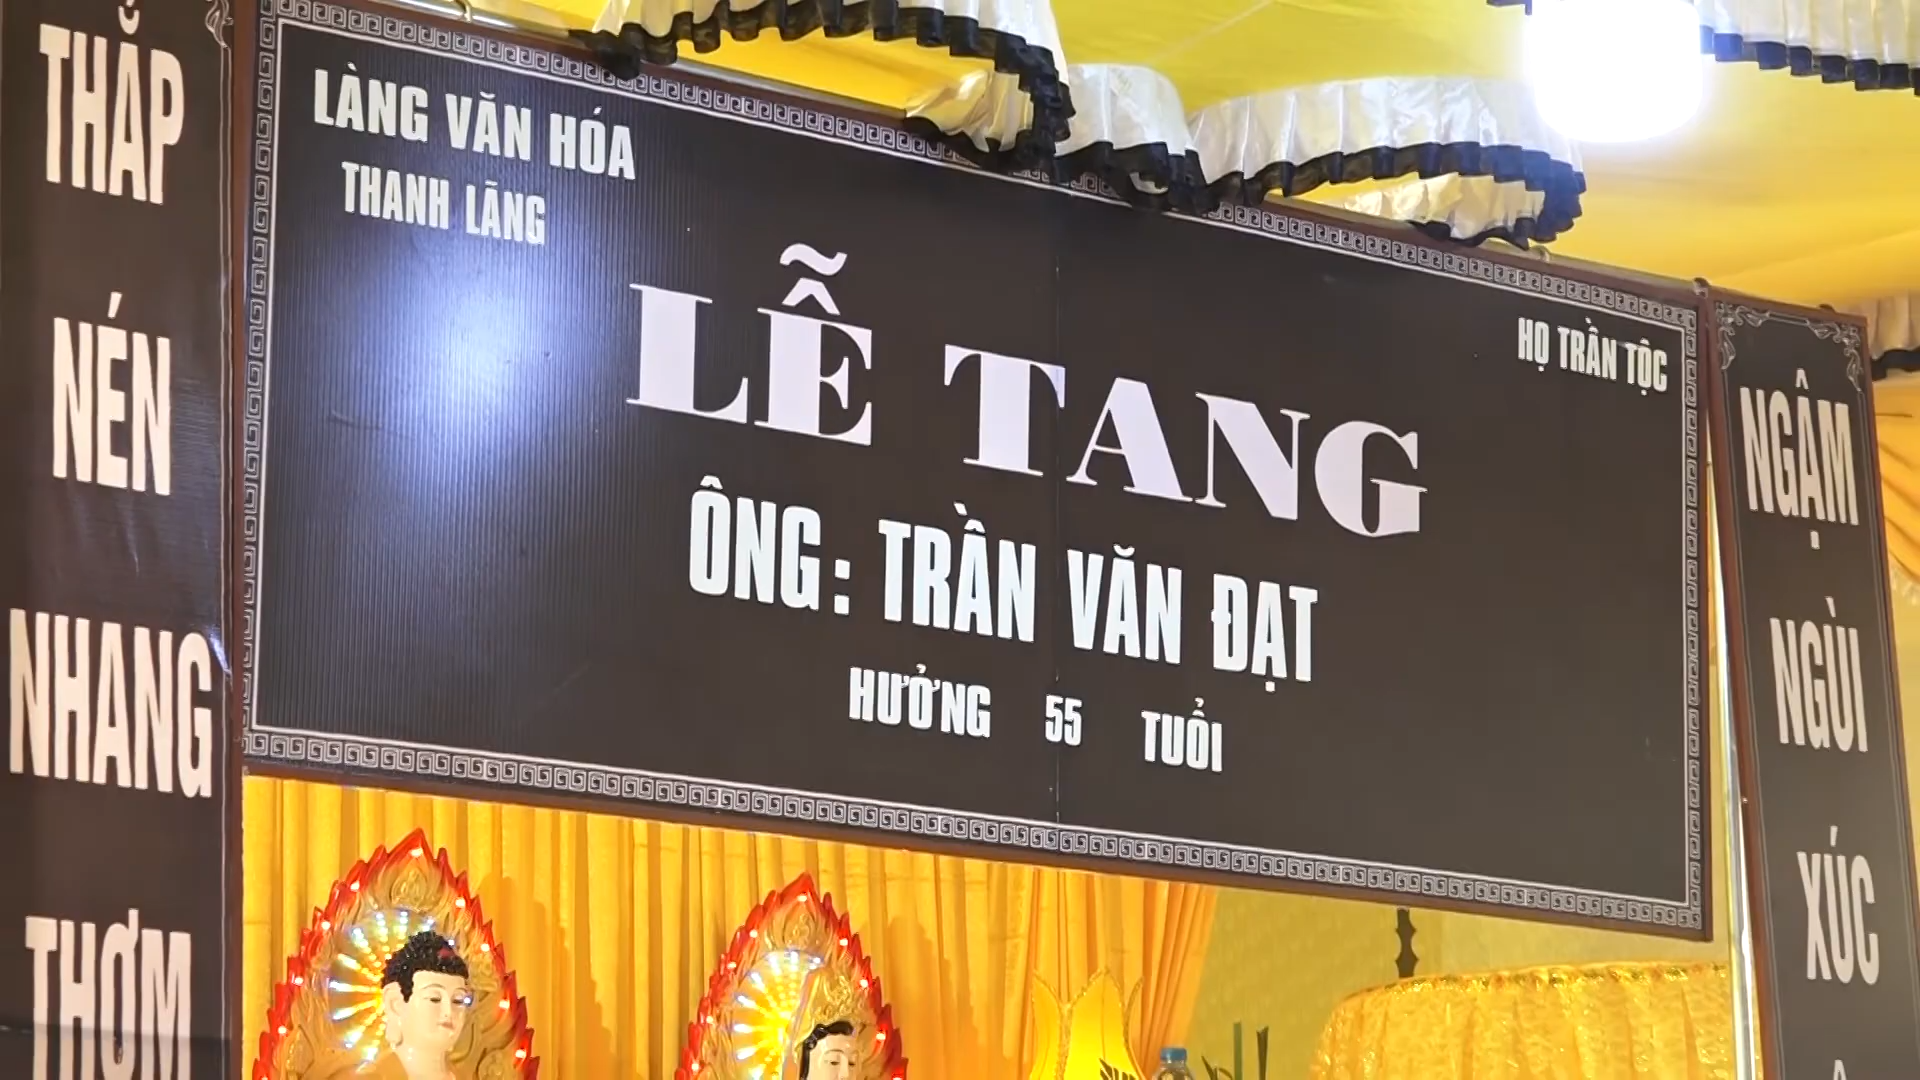 THẮP
NÉN
NHANG
THƠM
LÀNG VĂN HÓA
THANH LÃNG
HỌ TRẦN TỘC
LỄ TANG
ÔNG: TRẦN VĂN ĐẠT
HƯỞNG 55 TUỔI
NGẬM
NGÙI
XÚC